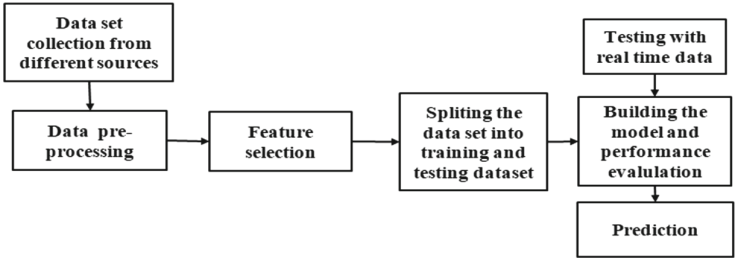 Data set
collection from
different sources
Data pre-
processing
Feature
selection
Spliting the
data set into
training and
testing dataset
Testing with
real time data
Building the
model and
performance
evalulation
Prediction